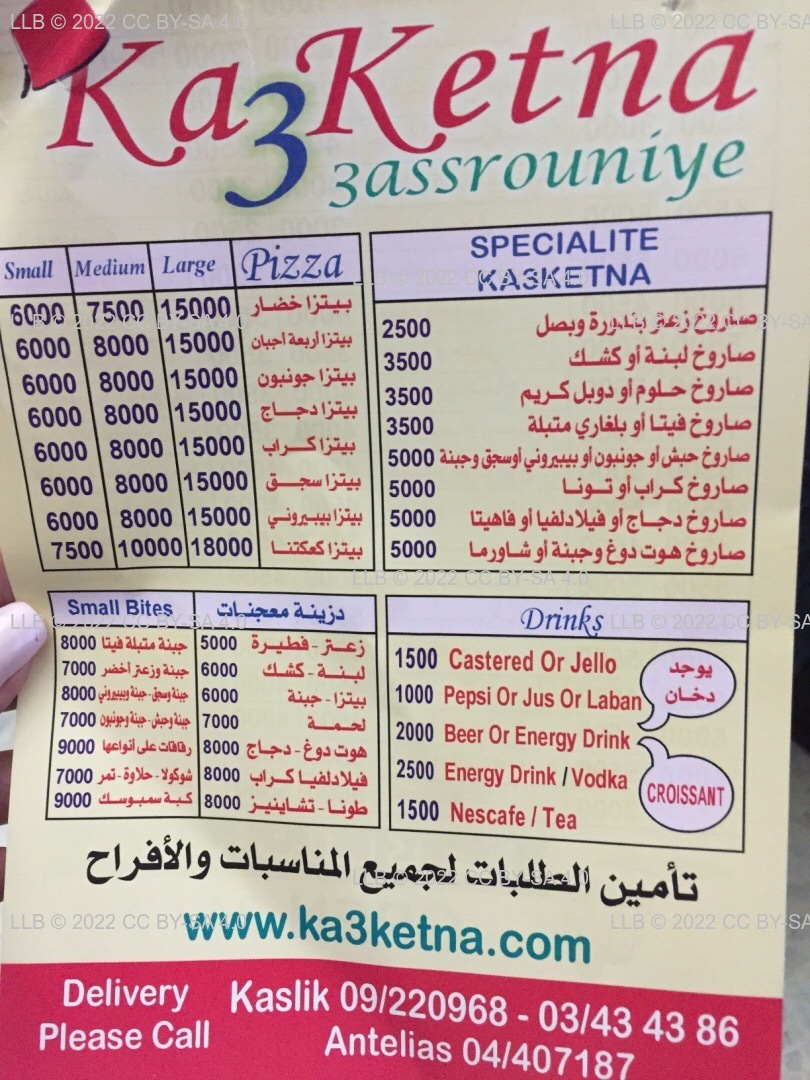 Ka3Ketna
3assrouniye
Small Medium Large Pizza
6000 7500 15000 بيتزا خضار
6000 8000 15000 بيتزا أربعة أجبان
6000 8000 15000 بيتزا جونبون
6000 8000 15000 بيتزا دجاج
6000 8000 15000 بيتزا كراب
6000 8000 15000 بيتزا سجق
6000 8000 15000 بيتزا بيبيروني
7500 10000 18000 بيتزا كعكتنا
SPECIALITE
KA3KETNA
2500 صاروخ زعتر بندورة وبصل
3500 صاروخ لبنة أو كشك
3500 صاروخ حلوم أو دوبل كريم
3500 صاروخ فيتا أو بلغاري متبلة
5000 صاروخ حبش أو جونبون أو بيبيروني أوسجق وجبنة
5000 صاروخ كراب أو تونا
5000 صاروخ دجاج أو فيلادلفيا أو فاهيتا
5000 صاروخ هوت دوغ وجبنة أو شاورما
Small Bites دزينة معجنات
8000 جبنة متبلة فيتا 5000 زعتر - فطيرة
7000 جبنة وزعتر أخضر 6000 لبنة - كشك
8000 جبنة وسجق - جبنة وبيبيروني 6000 بيتزا - جبنة
7000 جبنة وحبش - جبنة وجونبون 7000 لحمة
9000 رقاقات على أنواعها 8000 هوت دوغ - دجاج
7000 شوكولا - حلاوة - تمر 8000 فيلادلفيا كراب
9000 كبة سمبوسك 8000 طونا - تشاينيز
Drinks
1500 Castered Or Jello
1000 Pepsi Or Jus Or Laban
2000 Beer Or Energy Drink
2500 Energy Drink / Vodka
1500 Nescafe / Tea
يوجد
دخان
CROISSANT
تأمين الطلبات لجميع المناسبات والأفراح
www.ka3ketna.com
Delivery
Please Call
Kaslik 09/220968 - 03/43 43 86
Antelias 04/407187
LLB © 2022 CC BY-SA 4.0